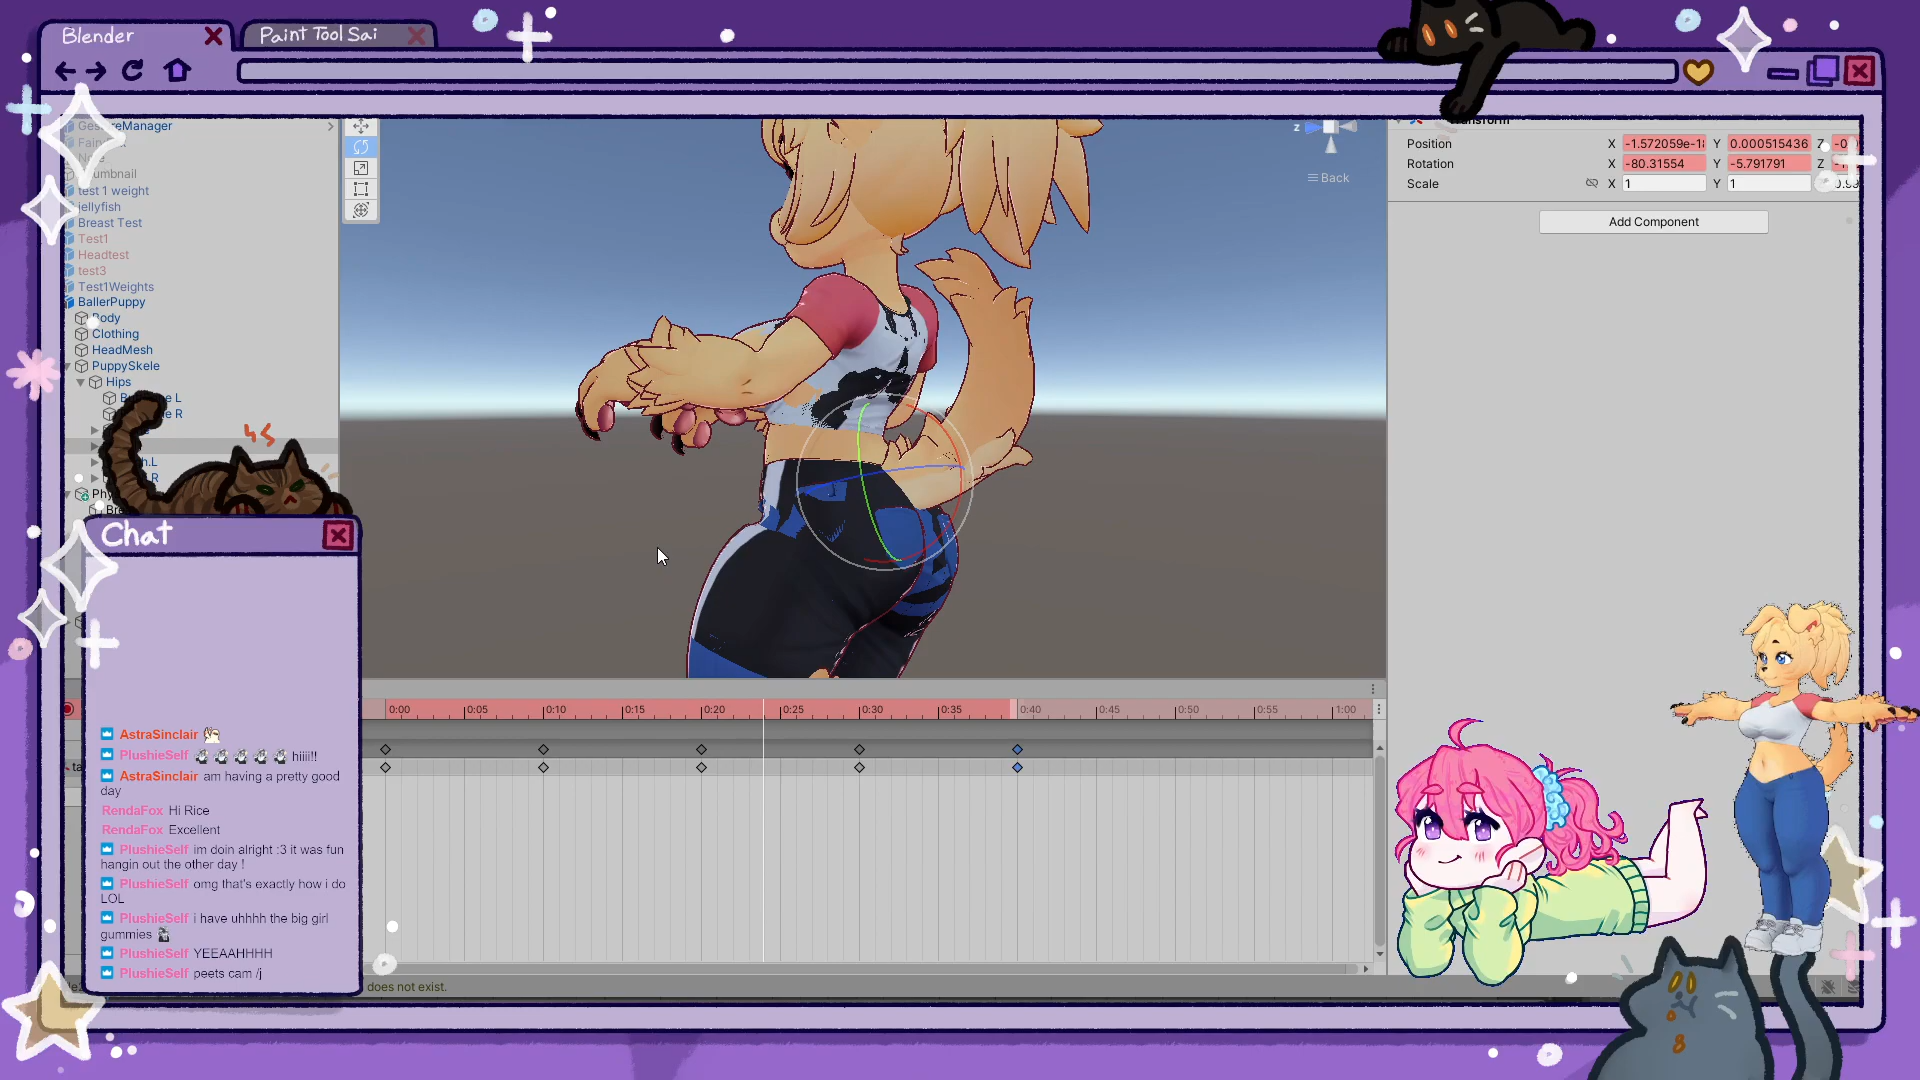 Blender
Paint Tool Sai
GestureManager
test 1 weight
jellyfish
Breast Test
Test1
Headtest
test3
Test1Weights
BallerPuppy
Body
Clothing
HeadMesh
PuppySkele
Hips
z
Back
Position X -1.572059e-1 Y 0.000515436 Z
Rotation X -80.31554 Y -5.791791 Z
Scale X 1 Y 1
Add Component
Chat
0:00 0:05 0:10 0:15 0:20 0:25 0:30 0:35 0:40 0:45 0:50 0:55 1:00
AstraSinclair
PlushieSelf hiiii!!
AstraSinclair am having a pretty good
day
RendaFox Hi Rice
RendaFox Excellent
PlushieSelf im doin alright :3 it was fun
hangin out the other day !
PlushieSelf omg that's exactly how i do
LOL
PlushieSelf i have uhhhh the big girl
gummies
PlushieSelf YEEAAHHHH
PlushieSelf peets cam /j
does not exist.